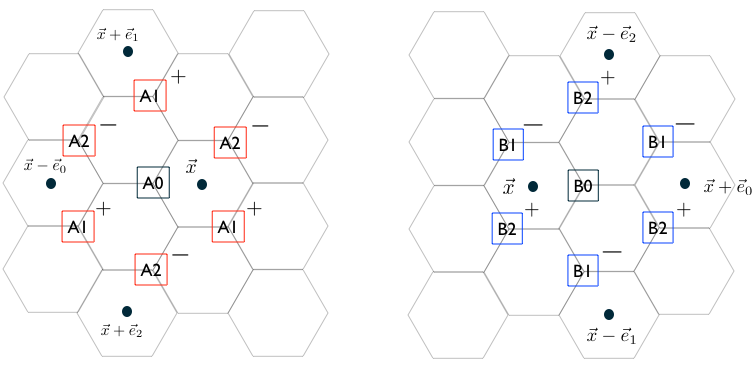 x⃗ + e⃗₁
A1 +
A2 −
A2 −
x⃗ − e⃗₀
A0
x⃗
A1 +
A1 +
A2 −
x⃗ + e⃗₂
x⃗ − e⃗₂
B2 +
B1 −
B1 −
x⃗
B0
x⃗ + e⃗₀
B2 +
B2 +
B1 −
x⃗ − e⃗₁